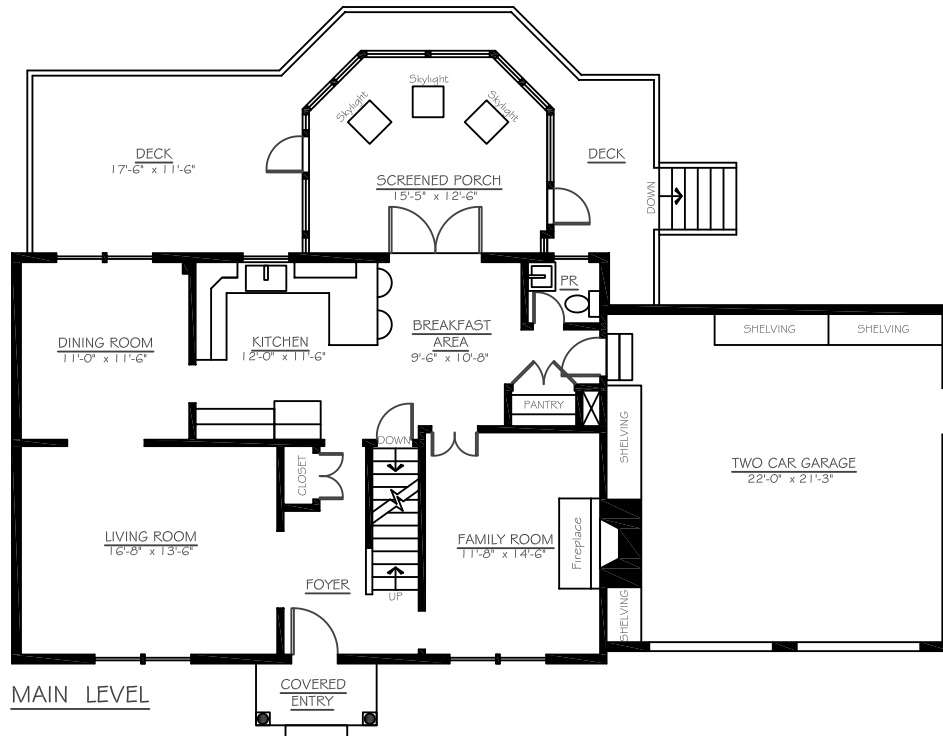 Skylight
Skylight
Skylight
DECK
17'-6" x 11'-6"
DECK
SCREENED PORCH
15'-5" x 12'-6"
DOWN
PR
DINING ROOM
11'-0" x 11'-6"
KITCHEN
12'-0" x 11'-6"
BREAKFAST
AREA
9'-6" x 10'-8"
SHELVING
SHELVING
PANTRY
SHELVING
DOWN
CLOSET
TWO CAR GARAGE
22'-0" x 21'-3"
LIVING ROOM
16'-8" x 13'-6"
FAMILY ROOM
11'-8" x 14'-6"
Fireplace
FOYER
UP
SHELVING
COVERED
ENTRY
MAIN LEVEL